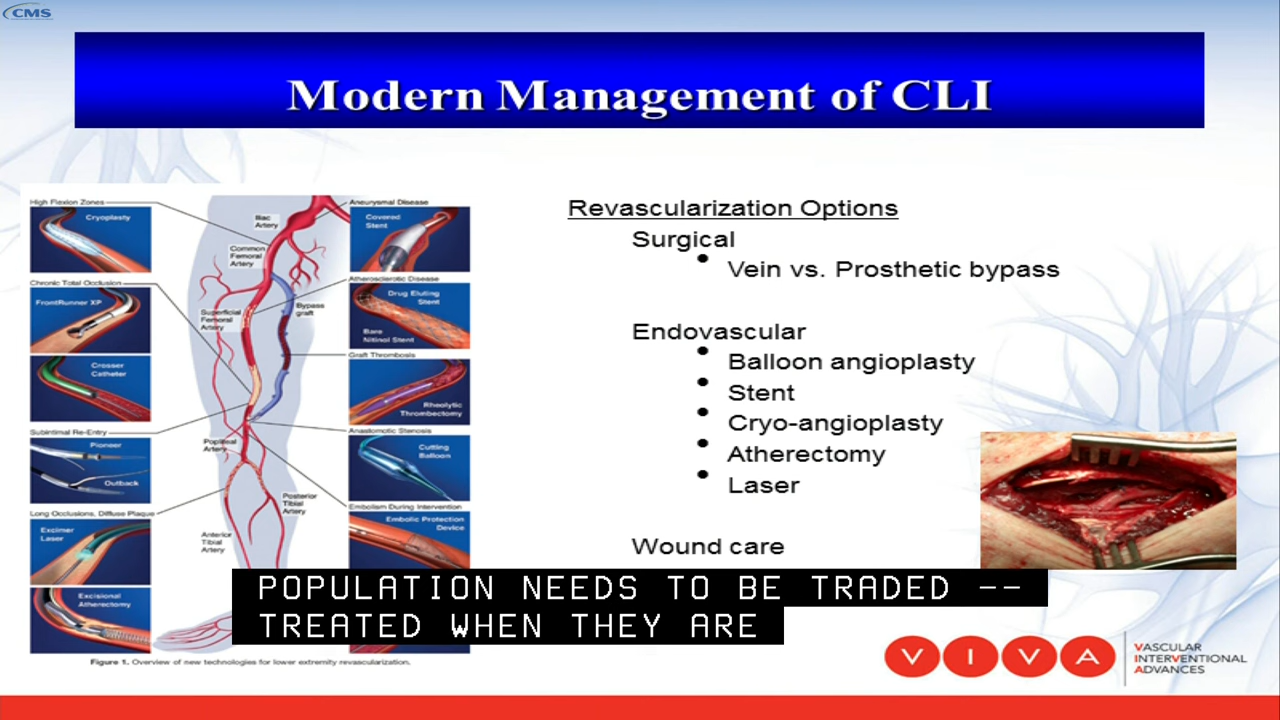 CMS
Modern Management of CLI
High Flexion Zones
Cryoplasty
Chronic Total Occlusion
FrontRunner XP
Crosser
Catheter
Subintimal Re-Entry
Pioneer
Outback
Long Occlusions, Diffuse Plaque
Excimer
Laser
Excisional
Atherectomy
Iliac
Artery
Common
Femoral
Artery
Superficial
Femoral
Artery
Bypass
graft
Popliteal
Artery
Posterior
Tibial
Artery
Anterior
Tibial
Artery
Aneurysmal Disease
Covered
Stent
Atherosclerotic Disease
Drug Eluting
Stent
Bare
Nitinol Stent
Graft Thrombosis
Rheolytic
Thrombectomy
Anastomotic Stenosis
Cutting
Balloon
Embolism During Intervention
Embolic Protection
Device
Figure 1. Overview of new technologies for lower extremity revascularization.
Revascularization Options
Surgical
• Vein vs. Prosthetic bypass
Endovascular
• Balloon angioplasty
• Stent
• Cryo-angioplasty
• Atherectomy
• Laser
Wound care
POPULATION NEEDS TO BE TRADED --
TREATED WHEN THEY ARE
VIVA
VASCULAR
INTERVENTIONAL
ADVANCES